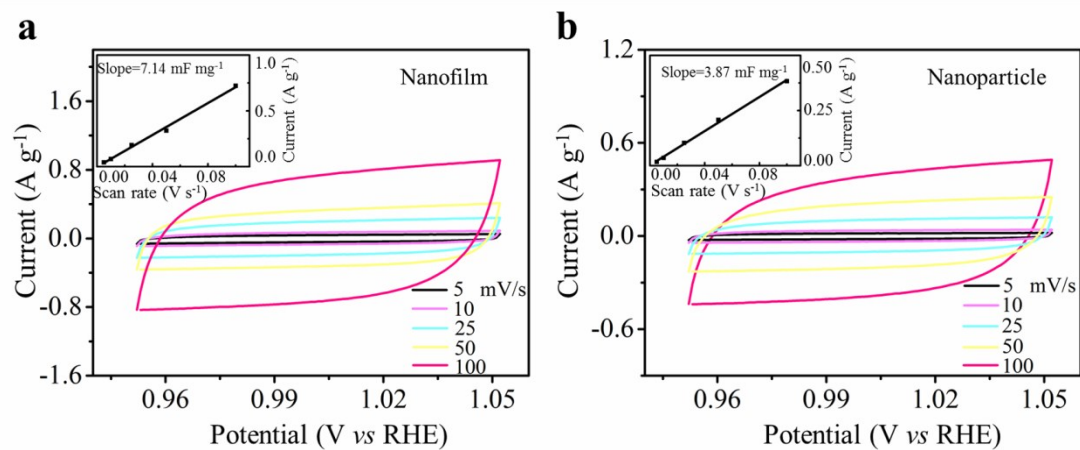 a
Slope=7.14 mF mg⁻¹
1.0
0.5
0.0
Current (A g⁻¹)
0.00 0.04 0.08
Scan rate (V s⁻¹)
Nanofilm
1.6
0.8
0.0
-0.8
-1.6
Current (A g⁻¹)
5 mV/s
10
25
50
100
0.96 0.99 1.02 1.05
Potential (V vs RHE)
b
Slope=3.87 mF mg⁻¹
0.50
0.25
0.00
Current (A g⁻¹)
0.00 0.04 0.08
Scan rate (V s⁻¹)
Nanoparticle
1.2
0.6
0.0
-0.6
Current (A g⁻¹)
5 mV/s
10
25
50
100
0.96 0.99 1.02 1.05
Potential (V vs RHE)